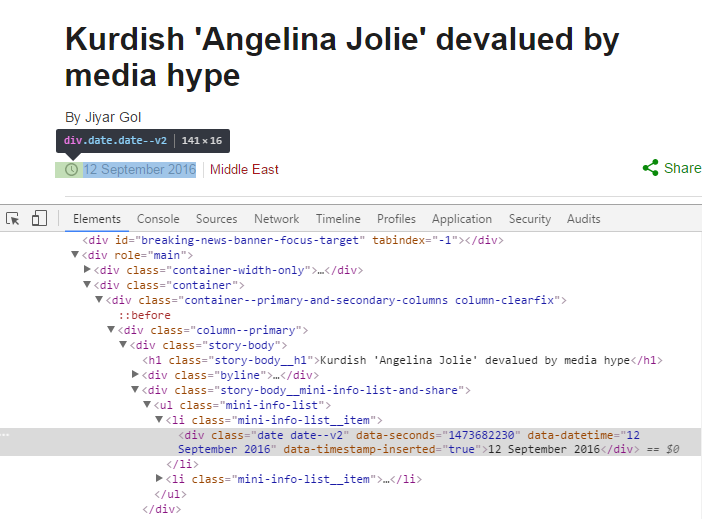 Kurdish 'Angelina Jolie' devalued by
media hype
By Jiyar Gol
div.date.date--v2 | 141 × 16
12 September 2016 | Middle East Share
Elements Console Sources Network Timeline Profiles Application Security Audits
<div id="breaking-news-banner-focus-target" tabindex="-1"></div>
▼<div role="main">
▶<div class="container-width-only">…</div>
▼<div class="container">
▼<div class="container--primary-and-secondary-columns column-clearfix">
::before
▼<div class="column--primary">
▼<div class="story-body">
<h1 class="story-body__h1">Kurdish 'Angelina Jolie' devalued by media hype</h1>
▶<div class="byline">…</div>
▼<div class="story-body__mini-info-list-and-share">
▼<ul class="mini-info-list">
▼<li class="mini-info-list__item">
<div class="date date--v2" data-seconds="1473682230" data-datetime="12
September 2016" data-timestamp-inserted="true">12 September 2016</div> == $0
</li>
▶<li class="mini-info-list__item">…</li>
</ul>
</div>